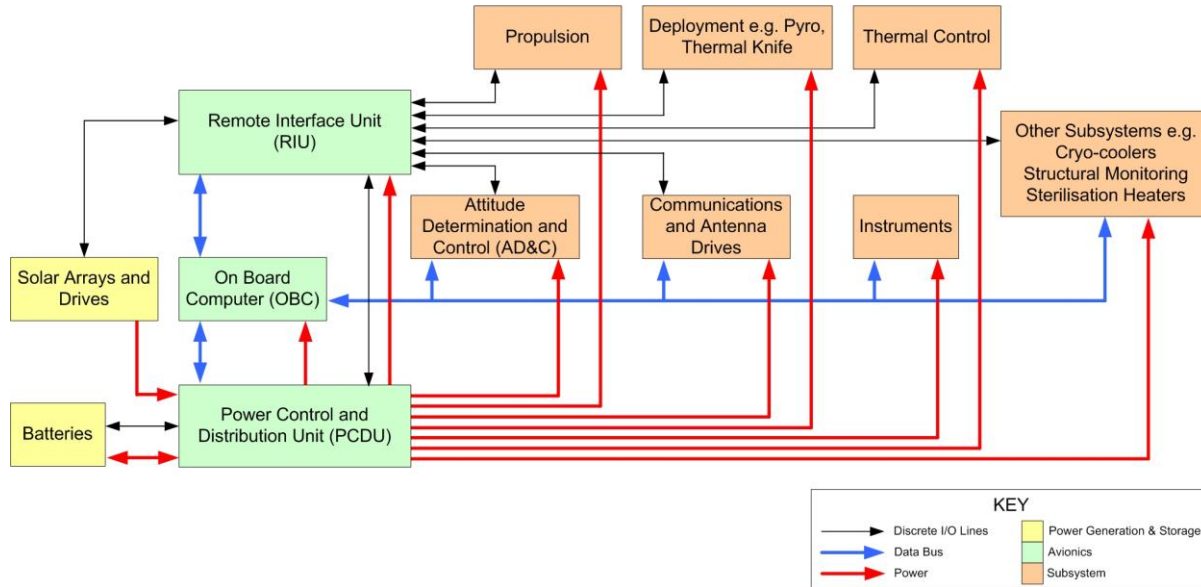 Propulsion
Deployment e.g. Pyro,
Thermal Knife
Thermal Control
Remote Interface Unit
(RIU)
Other Subsystems e.g.
Cryo-coolers
Structural Monitoring
Sterilisation Heaters
Attitude
Determination and
Control (AD&C)
Communications
and Antenna
Drives
Instruments
Solar Arrays and
Drives
On Board
Computer (OBC)
Batteries
Power Control and
Distribution Unit (PCDU)
KEY
Discrete I/O Lines
Data Bus
Power
Power Generation & Storage
Avionics
Subsystem